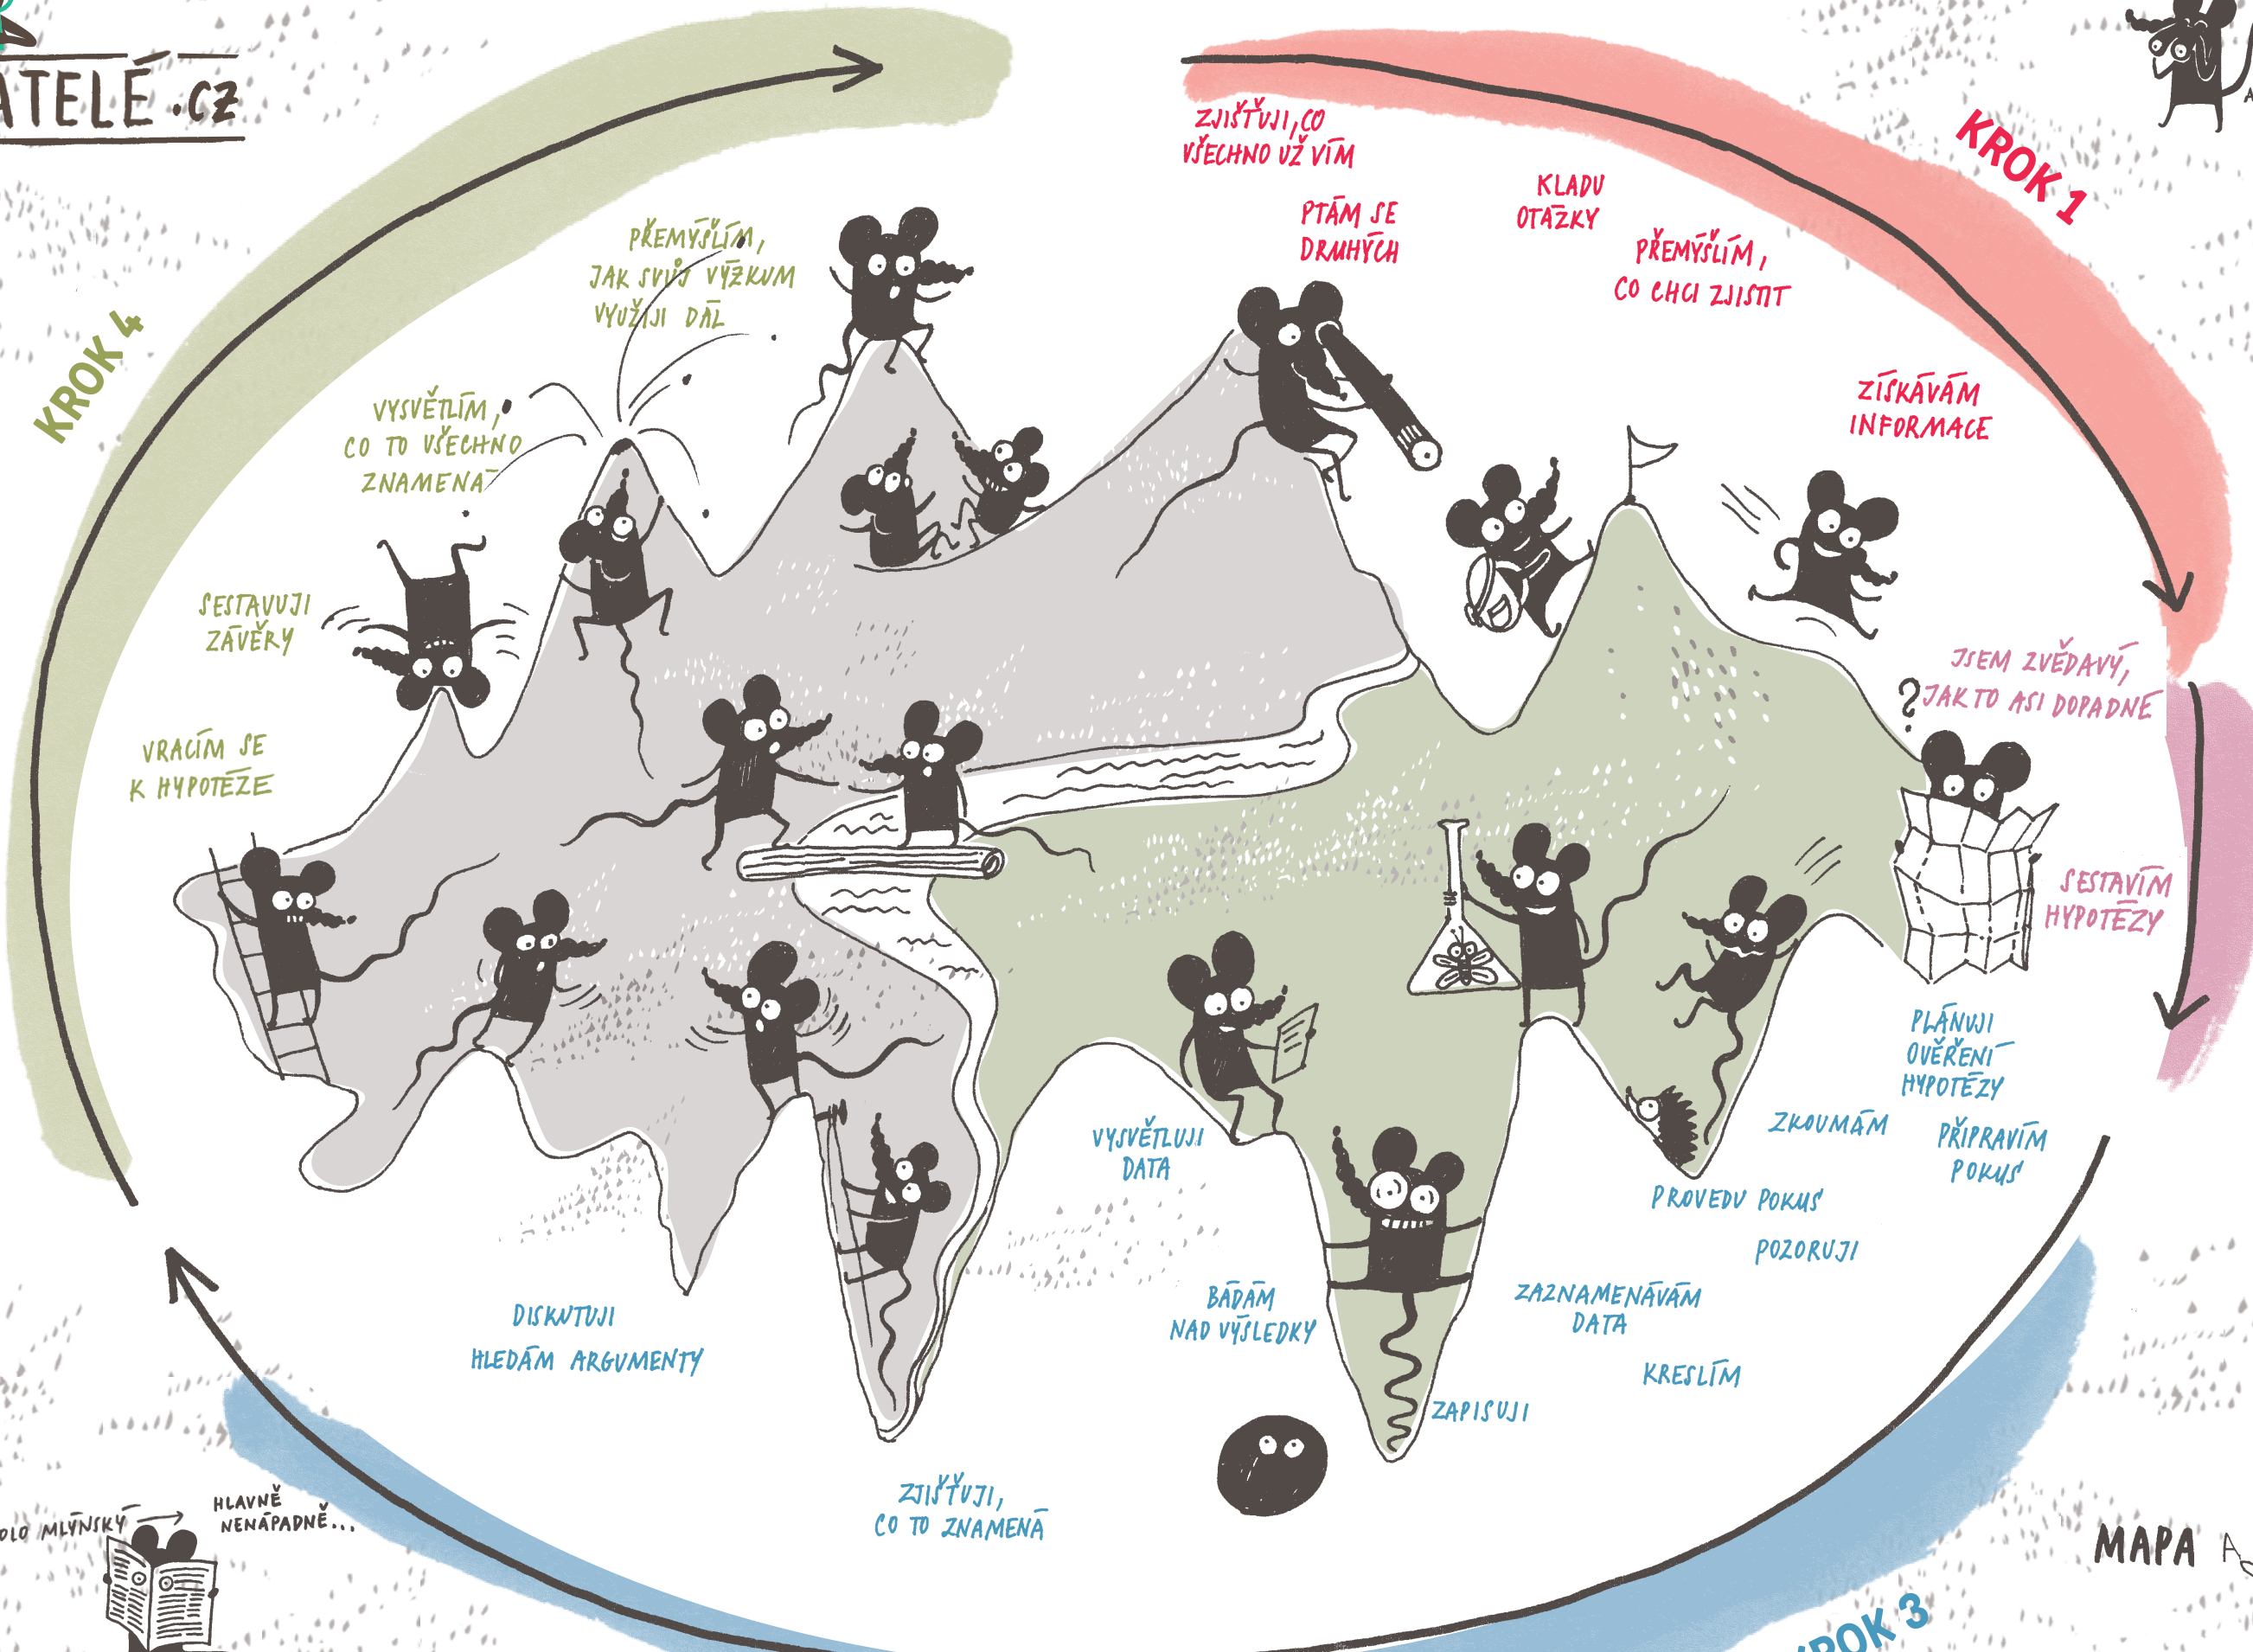 ATELÉ.CZ
KROK 1
ZJIŠŤUJI, CO
VŠECHNO UŽ VÍM
PTÁM SE
DRUHÝCH
KLADU
OTÁZKY
PŘEMÝŠLÍM,
CO CHCI ZJISTIT
ZÍSKÁVÁM
INFORMACE
JSEM ZVĚDAVÝ,
JAK TO ASI DOPADNE
?
SESTAVÍM
HYPOTÉZY
PLÁNUJI
OVĚŘENÍ
HYPOTÉZY
ZKOUMÁM
PŘIPRAVÍM
POKUS
PROVEDU POKUS
POZORUJI
ZAZNAMENÁVÁM
DATA
KRESLÍM
ZAPISUJI
VYSVĚTLUJI
DATA
BÁDÁM
NAD VÝSLEDKY
ZJIŠŤUJI,
CO TO ZNAMENÁ
DISKUTUJI
HLEDÁM ARGUMENTY
KROK 3
KROK 4
VRACÍM SE
K HYPOTÉZE
SESTAVUJI
ZÁVĚRY
VYSVĚTLÍM,
CO TO VŠECHNO
ZNAMENÁ
PŘEMÝŠLÍM,
JAK SVŮJ VÝZKUM
VYUŽIJI DÁL
OLO MLÝNSKÝ
HLAVNĚ
NENÁPADNĚ...
MAPA